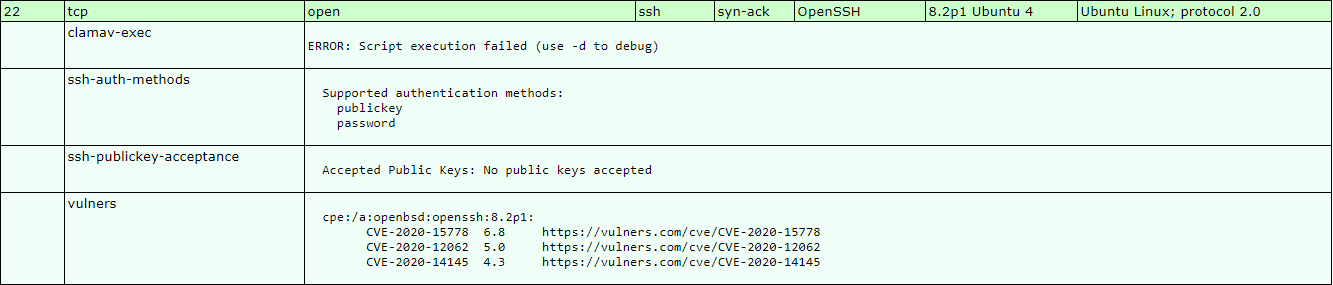 22 tcp open ssh syn-ack OpenSSH 8.2p1 Ubuntu 4 Ubuntu Linux; protocol 2.0
clamav-exec
ERROR: Script execution failed (use -d to debug)
ssh-auth-methods
Supported authentication methods:
publickey
password
ssh-publickey-acceptance
Accepted Public Keys: No public keys accepted
vulners
cpe:/a:openbsd:openssh:8.2p1:
CVE-2020-15778 6.8 https://vulners.com/cve/CVE-2020-15778
CVE-2020-12062 5.0 https://vulners.com/cve/CVE-2020-12062
CVE-2020-14145 4.3 https://vulners.com/cve/CVE-2020-14145